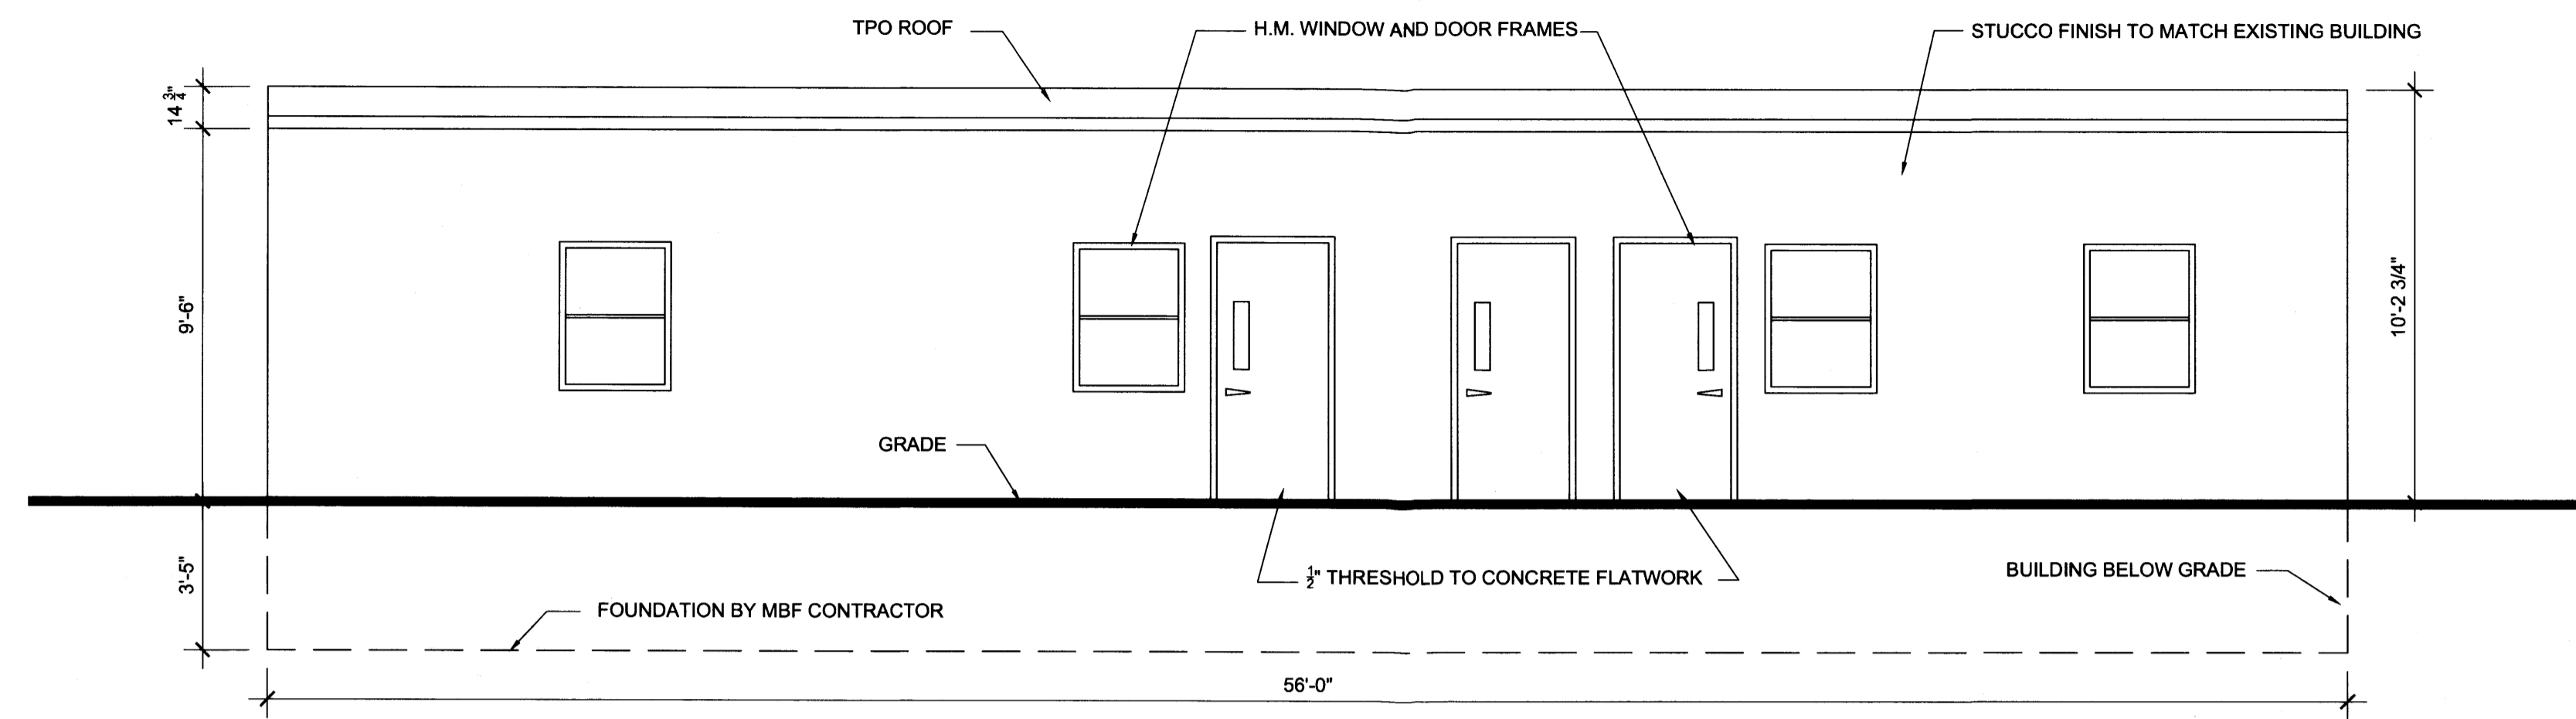 TPO ROOF
H.M. WINDOW AND DOOR FRAMES
STUCCO FINISH TO MATCH EXISTING BUILDING
14 3/4"
9'-6"
10'-2 3/4"
GRADE
3'-5"
1/2" THRESHOLD TO CONCRETE FLATWORK
BUILDING BELOW GRADE
FOUNDATION BY MBF CONTRACTOR
56'-0"